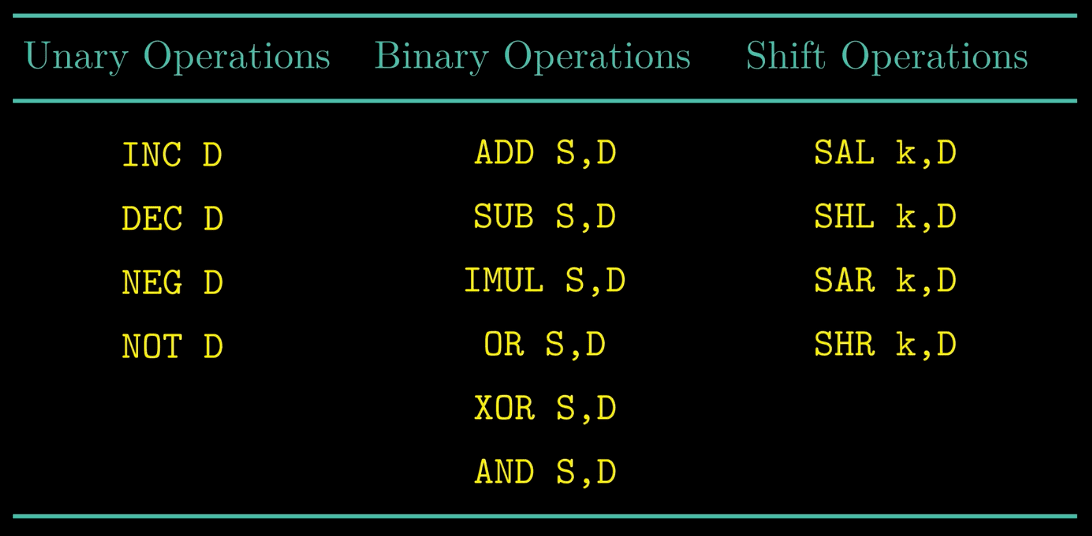 Unary Operations Binary Operations Shift Operations
INC D ADD S,D SAL k,D
DEC D SUB S,D SHL k,D
NEG D IMUL S,D SAR k,D
NOT D OR S,D SHR k,D
XOR S,D
AND S,D